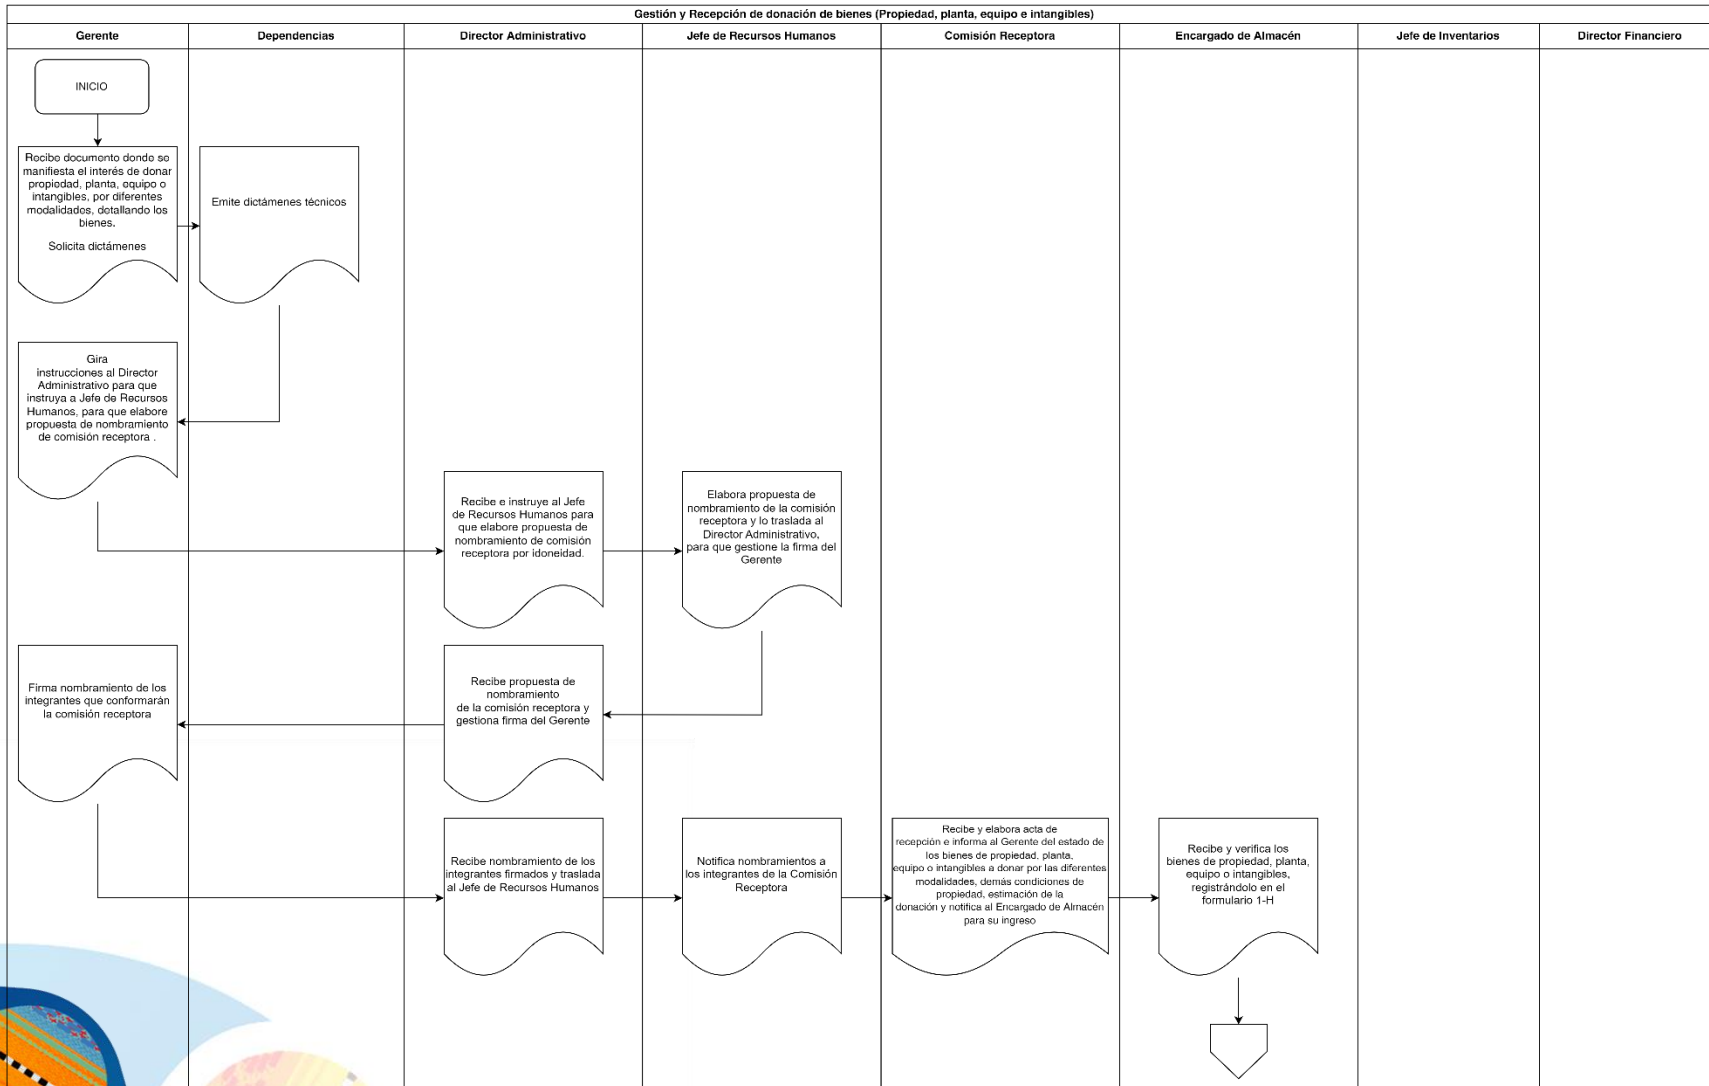 Gestión y Recepción de donación de bienes (Propiedad, planta, equipo e intangibles)
Gerente
Dependencias
Director Administrativo
Jefe de Recursos Humanos
Comisión Receptora
Encargado de Almacén
Jefe de Inventarios
Director Financiero
INICIO
Recibe documento donde se
manifiesta el interés de donar
propiedad, planta, equipo o
intangibles, por diferentes
modalidades, detallando los
bienes.
Solicita dictámenes
Emite dictámenes técnicos
Gira
instrucciones al Director
Administrativo para que
instruya a Jefe de Recursos
Humanos, para que elabore
propuesta de nombramiento
de comisión receptora .
Recibe e instruye al Jefe
de Recursos Humanos para
que elabore propuesta de
nombramiento de comisión
receptora por idoneidad.
Elabora propuesta de
nombramiento de la comisión
receptora y lo traslada al
Director Administrativo,
para que gestione la firma del
Gerente
Recibe propuesta de
nombramiento
de la comisión receptora y
gestiona firma del Gerente
Firma nombramiento de los
integrantes que conformarán
la comisión receptora
Recibe nombramiento de los
integrantes firmados y traslada
al Jefe de Recursos Humanos
Notifica nombramientos a
los integrantes de la Comisión
Receptora
Recibe y elabora acta de
recepción e informa al Gerente del estado de
los bienes de propiedad, planta,
equipo o intangibles a donar por las diferentes
modalidades, demás condiciones de
propiedad, estimación de la
donación y notifica al Encargado de Almacén
para su ingreso
Recibe y verifica los
bienes de propiedad, planta,
equipo o intangibles,
registrándolo en el
formulario 1-H